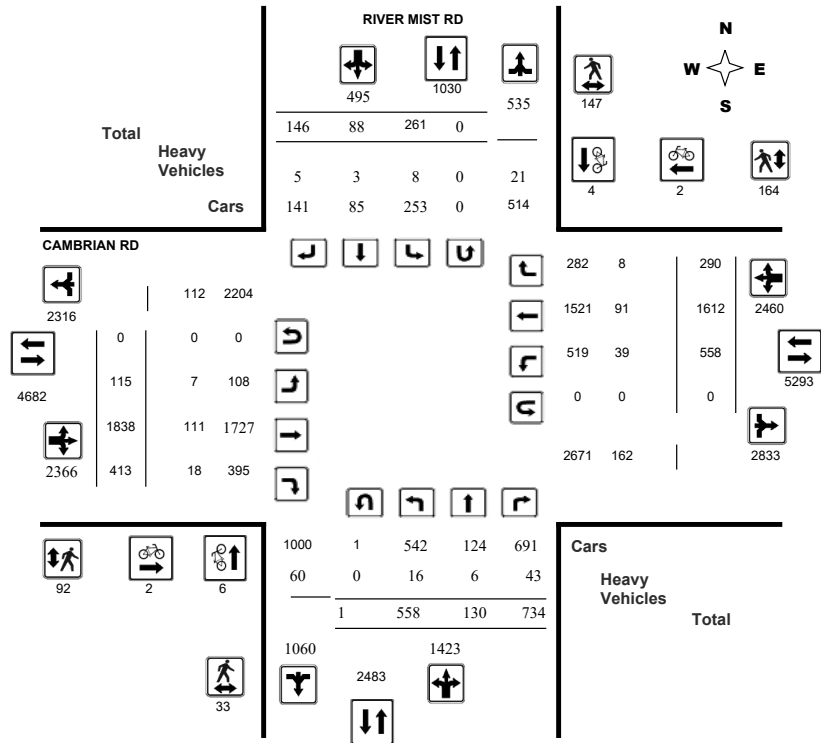 RIVER MIST RD
N
W E
S
495
1030
535
147
146 88 261 0
Total
Heavy
Vehicles
5 3 8 0 21
Cars
141 85 253 0 514
4
2
164
CAMBRIAN RD
112 2204
2316
0 0 0
4682
115 7 108
1838 111 1727
2366
413 18 395
282 8 290
2460
1521 91 1612
519 39 558
5293
0 0 0
2671 162
2833
92
2
6
33
1000 1 542 124 691
60 0 16 6 43
1 558 130 734
1060
2483
1423
Cars
Heavy
Vehicles
Total